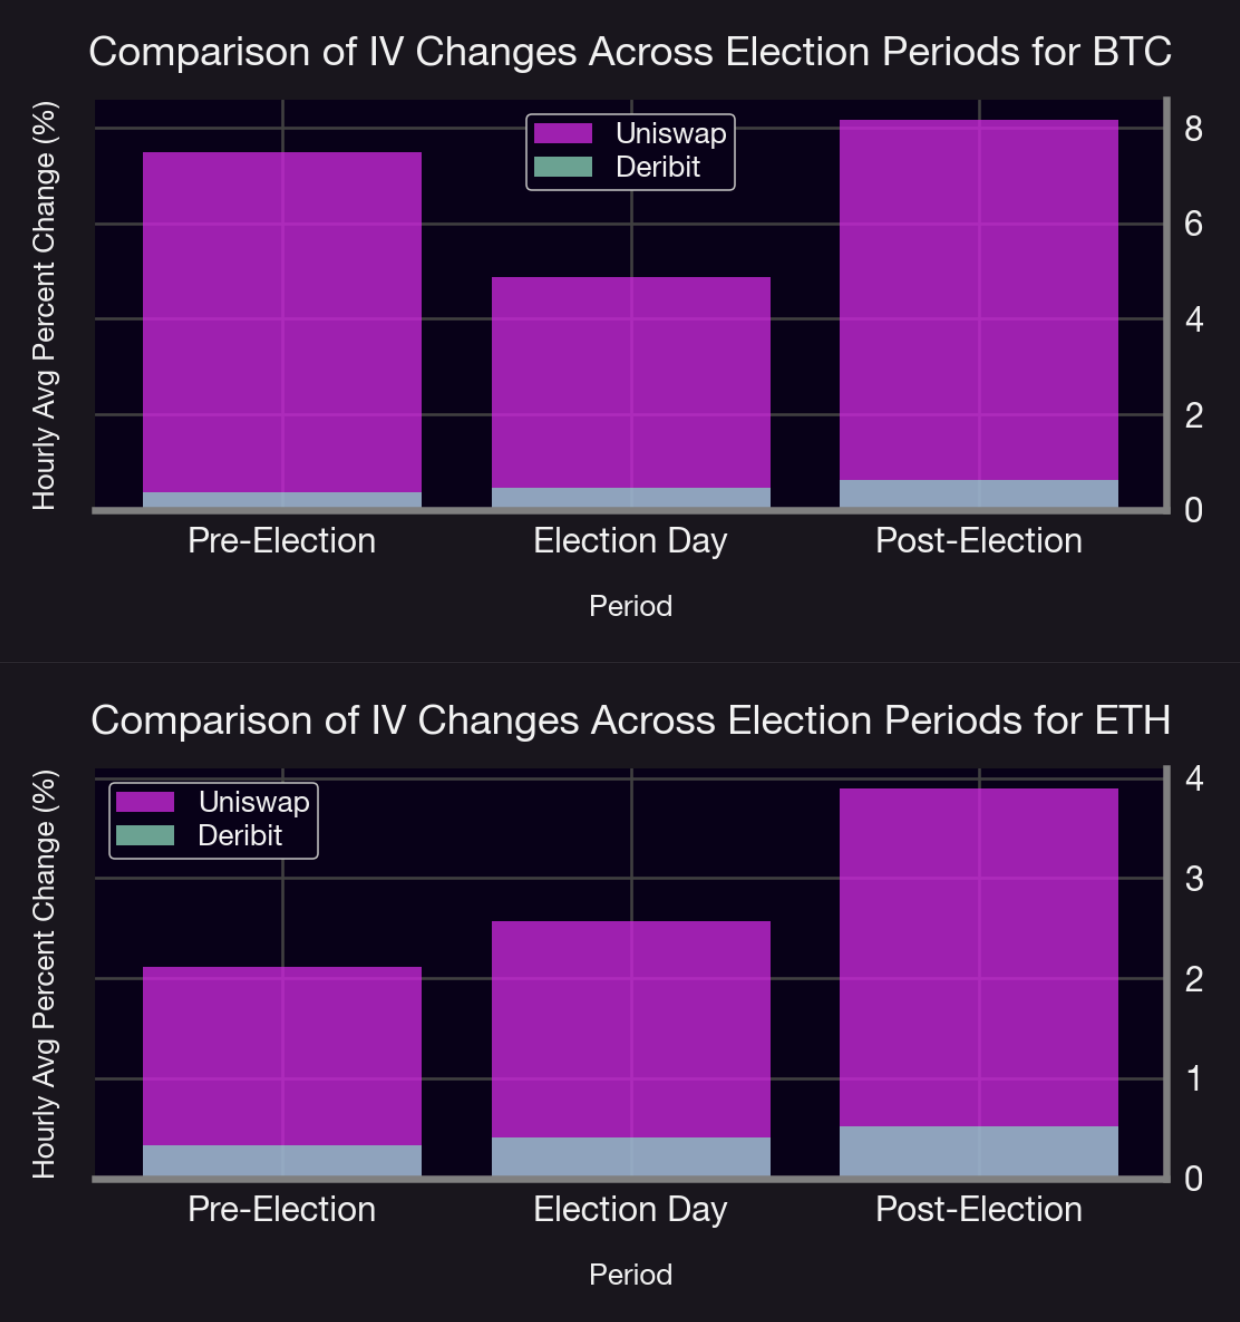 Comparison of IV Changes Across Election Periods for BTC
Hourly Avg Percent Change (%)
Uniswap
Deribit
8
6
4
2
0
Pre-Election
Election Day
Post-Election
Period
Comparison of IV Changes Across Election Periods for ETH
Hourly Avg Percent Change (%)
Uniswap
Deribit
4
3
2
1
0
Pre-Election
Election Day
Post-Election
Period